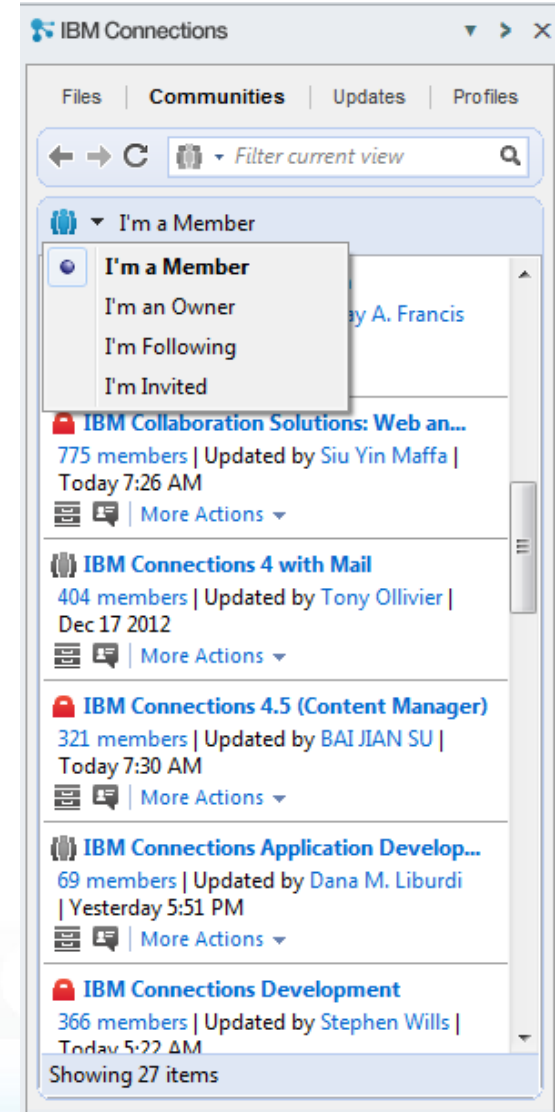 IBM Connections
Files | Communities | Updates | Profiles
Filter current view
I'm a Member
I'm a Member
I'm an Owner
ay A. Francis
I'm Following
I'm Invited
IBM Collaboration Solutions: Web an...
775 members | Updated by Siu Yin Maffa |
Today 7:26 AM
More Actions
IBM Connections 4 with Mail
404 members | Updated by Tony Ollivier |
Dec 17 2012
More Actions
IBM Connections 4.5 (Content Manager)
321 members | Updated by BAI JIAN SU |
Today 7:30 AM
More Actions
IBM Connections Application Develop...
69 members | Updated by Dana M. Liburdi
| Yesterday 5:51 PM
More Actions
IBM Connections Development
366 members | Updated by Stephen Wills |
Today 5:22 AM
Showing 27 items